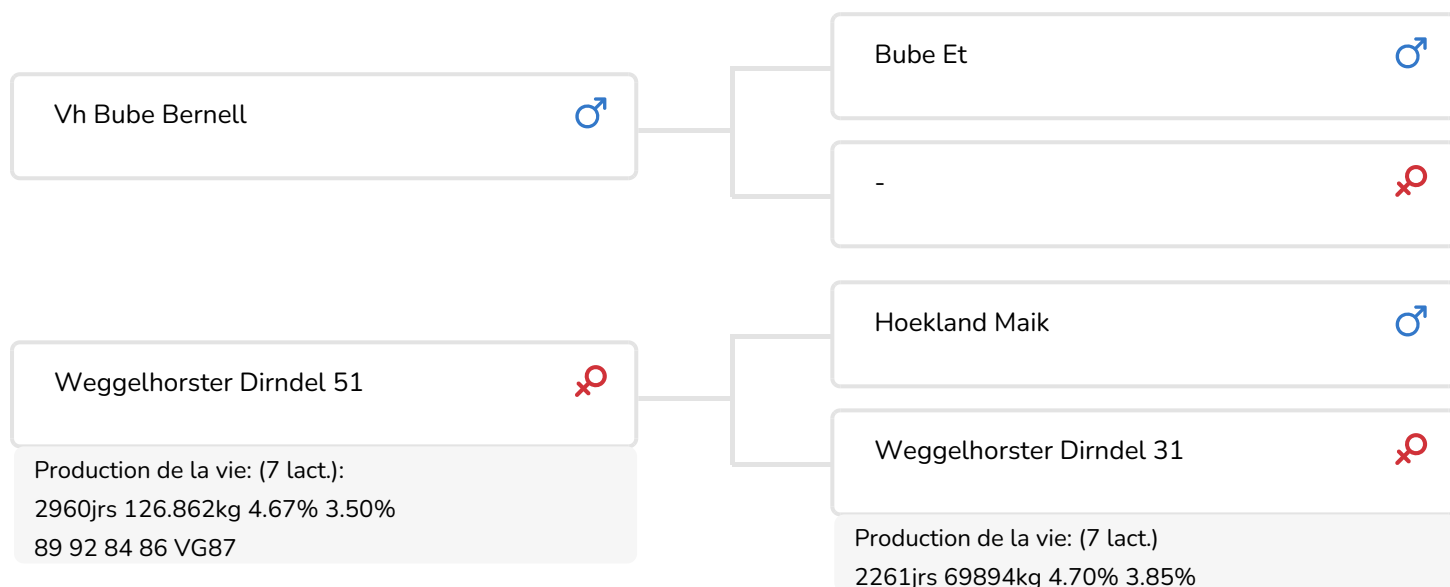 Vh Bube Bernell
Bube Et
-
Weggelhorster Dirndel 51
Production de la vie: (7 lact.):
2960jrs 126.862kg 4.67% 3.50%
89 92 84 86 VG87
Hoekland Maik
Weggelhorster Dirndel 31
Production de la vie: (7 lact.)
2261jrs 69894kg 4.70% 3.85%